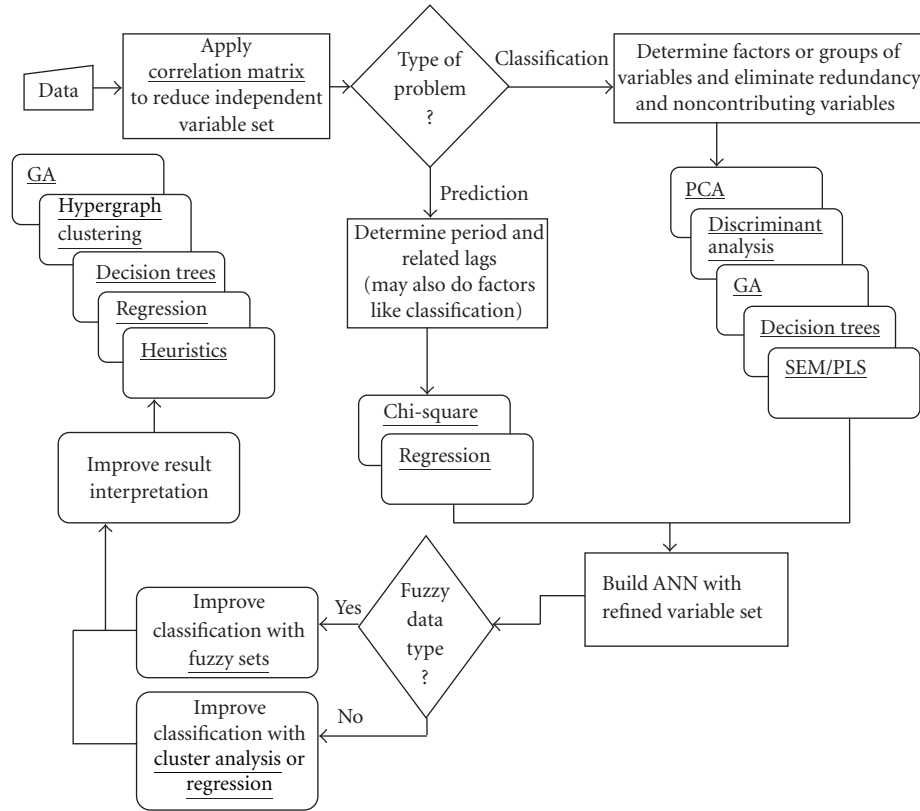 Data
Apply
correlation matrix
to reduce independent
variable set
Type of
problem
?
Classification
Determine factors or groups of
variables and eliminate redundancy
and noncontributing variables
Prediction
Determine period and
related lags
(may also do factors
like classification)
PCA
Discriminant
analysis
GA
Decision trees
SEM/PLS
Chi-square
Regression
Build ANN with
refined variable set
Fuzzy
data
type
?
Yes
Improve
classification with
fuzzy sets
No
Improve
classification with
cluster analysis or
regression
Improve result
interpretation
GA
Hypergraph
clustering
Decision trees
Regression
Heuristics